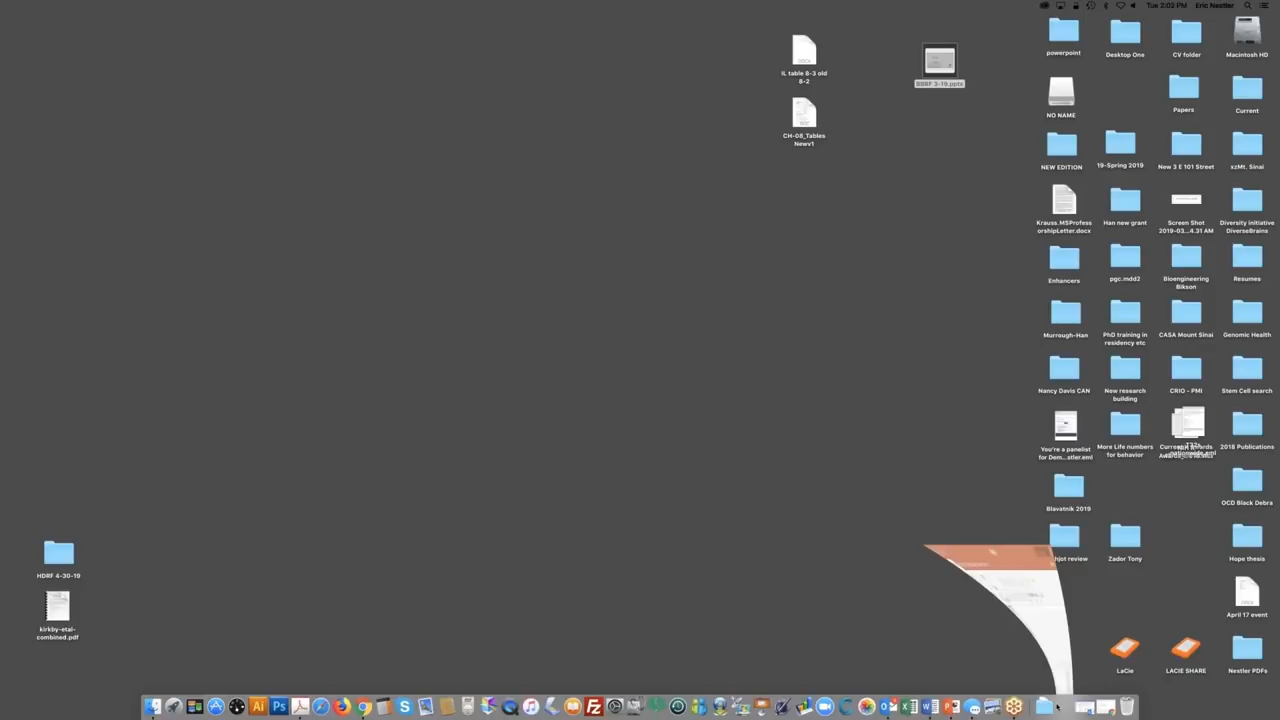 Tue 2:02 PM Eric Nestler
IL table 8-3 old
8-2
BBRF 3-19.pptx
powerpoint
Desktop One
CV folder
Macintosh HD
CH-08_Tables
Newv1
NO NAME
Papers
Current
NEW EDITION
19-Spring 2019
New 3 E 101 Street
xzMt. Sinai
Krauss.MSProfess
orshipLetter.docx
Han new grant
Screen Shot
2019-03...4.31 AM
Diversity initiative
DiverseBrains
Enhancers
pgc.mdd2
Bioengineering
Bikson
Resumes
Murrough-Han
PhD training in
residency etc
CASA Mount Sinai
Genomic Health
Nancy Davis CAN
New research
building
CRIO - PMI
Stem Cell search
You're a panelist
for Dem...stler.eml
More Life numbers
for behavior
2018 Publications
Blavatnik 2019
OCD Black Debra
HDRF 4-30-19
hjot review
Zador Tony
Hope thesis
kirkby-etal-
combined.pdf
April 17 event
LaCie
LACIE SHARE
Nestler PDFs